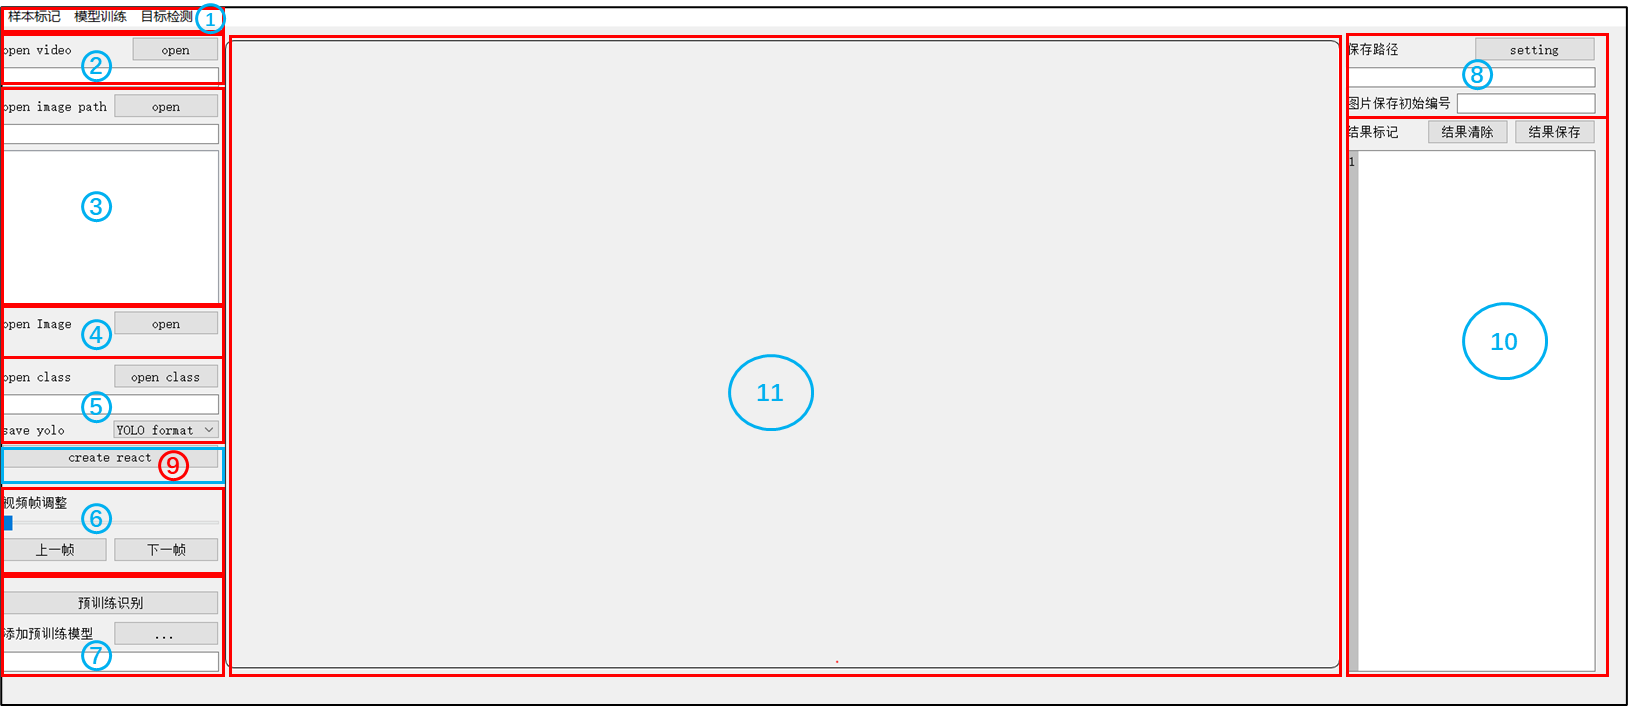 样本标记 模型训练 目标检测 ①
open video open
②
open image path open
③
open Image open
④
open class open class
⑤
save yolo YOLO format
create react ⑨
视频帧调整
⑥
上一帧 下一帧
预训练识别
添加预训练模型 ...
⑦
11
保存路径 setting
⑧
图片保存初始编号
结果标记 结果清除 结果保存
1
10